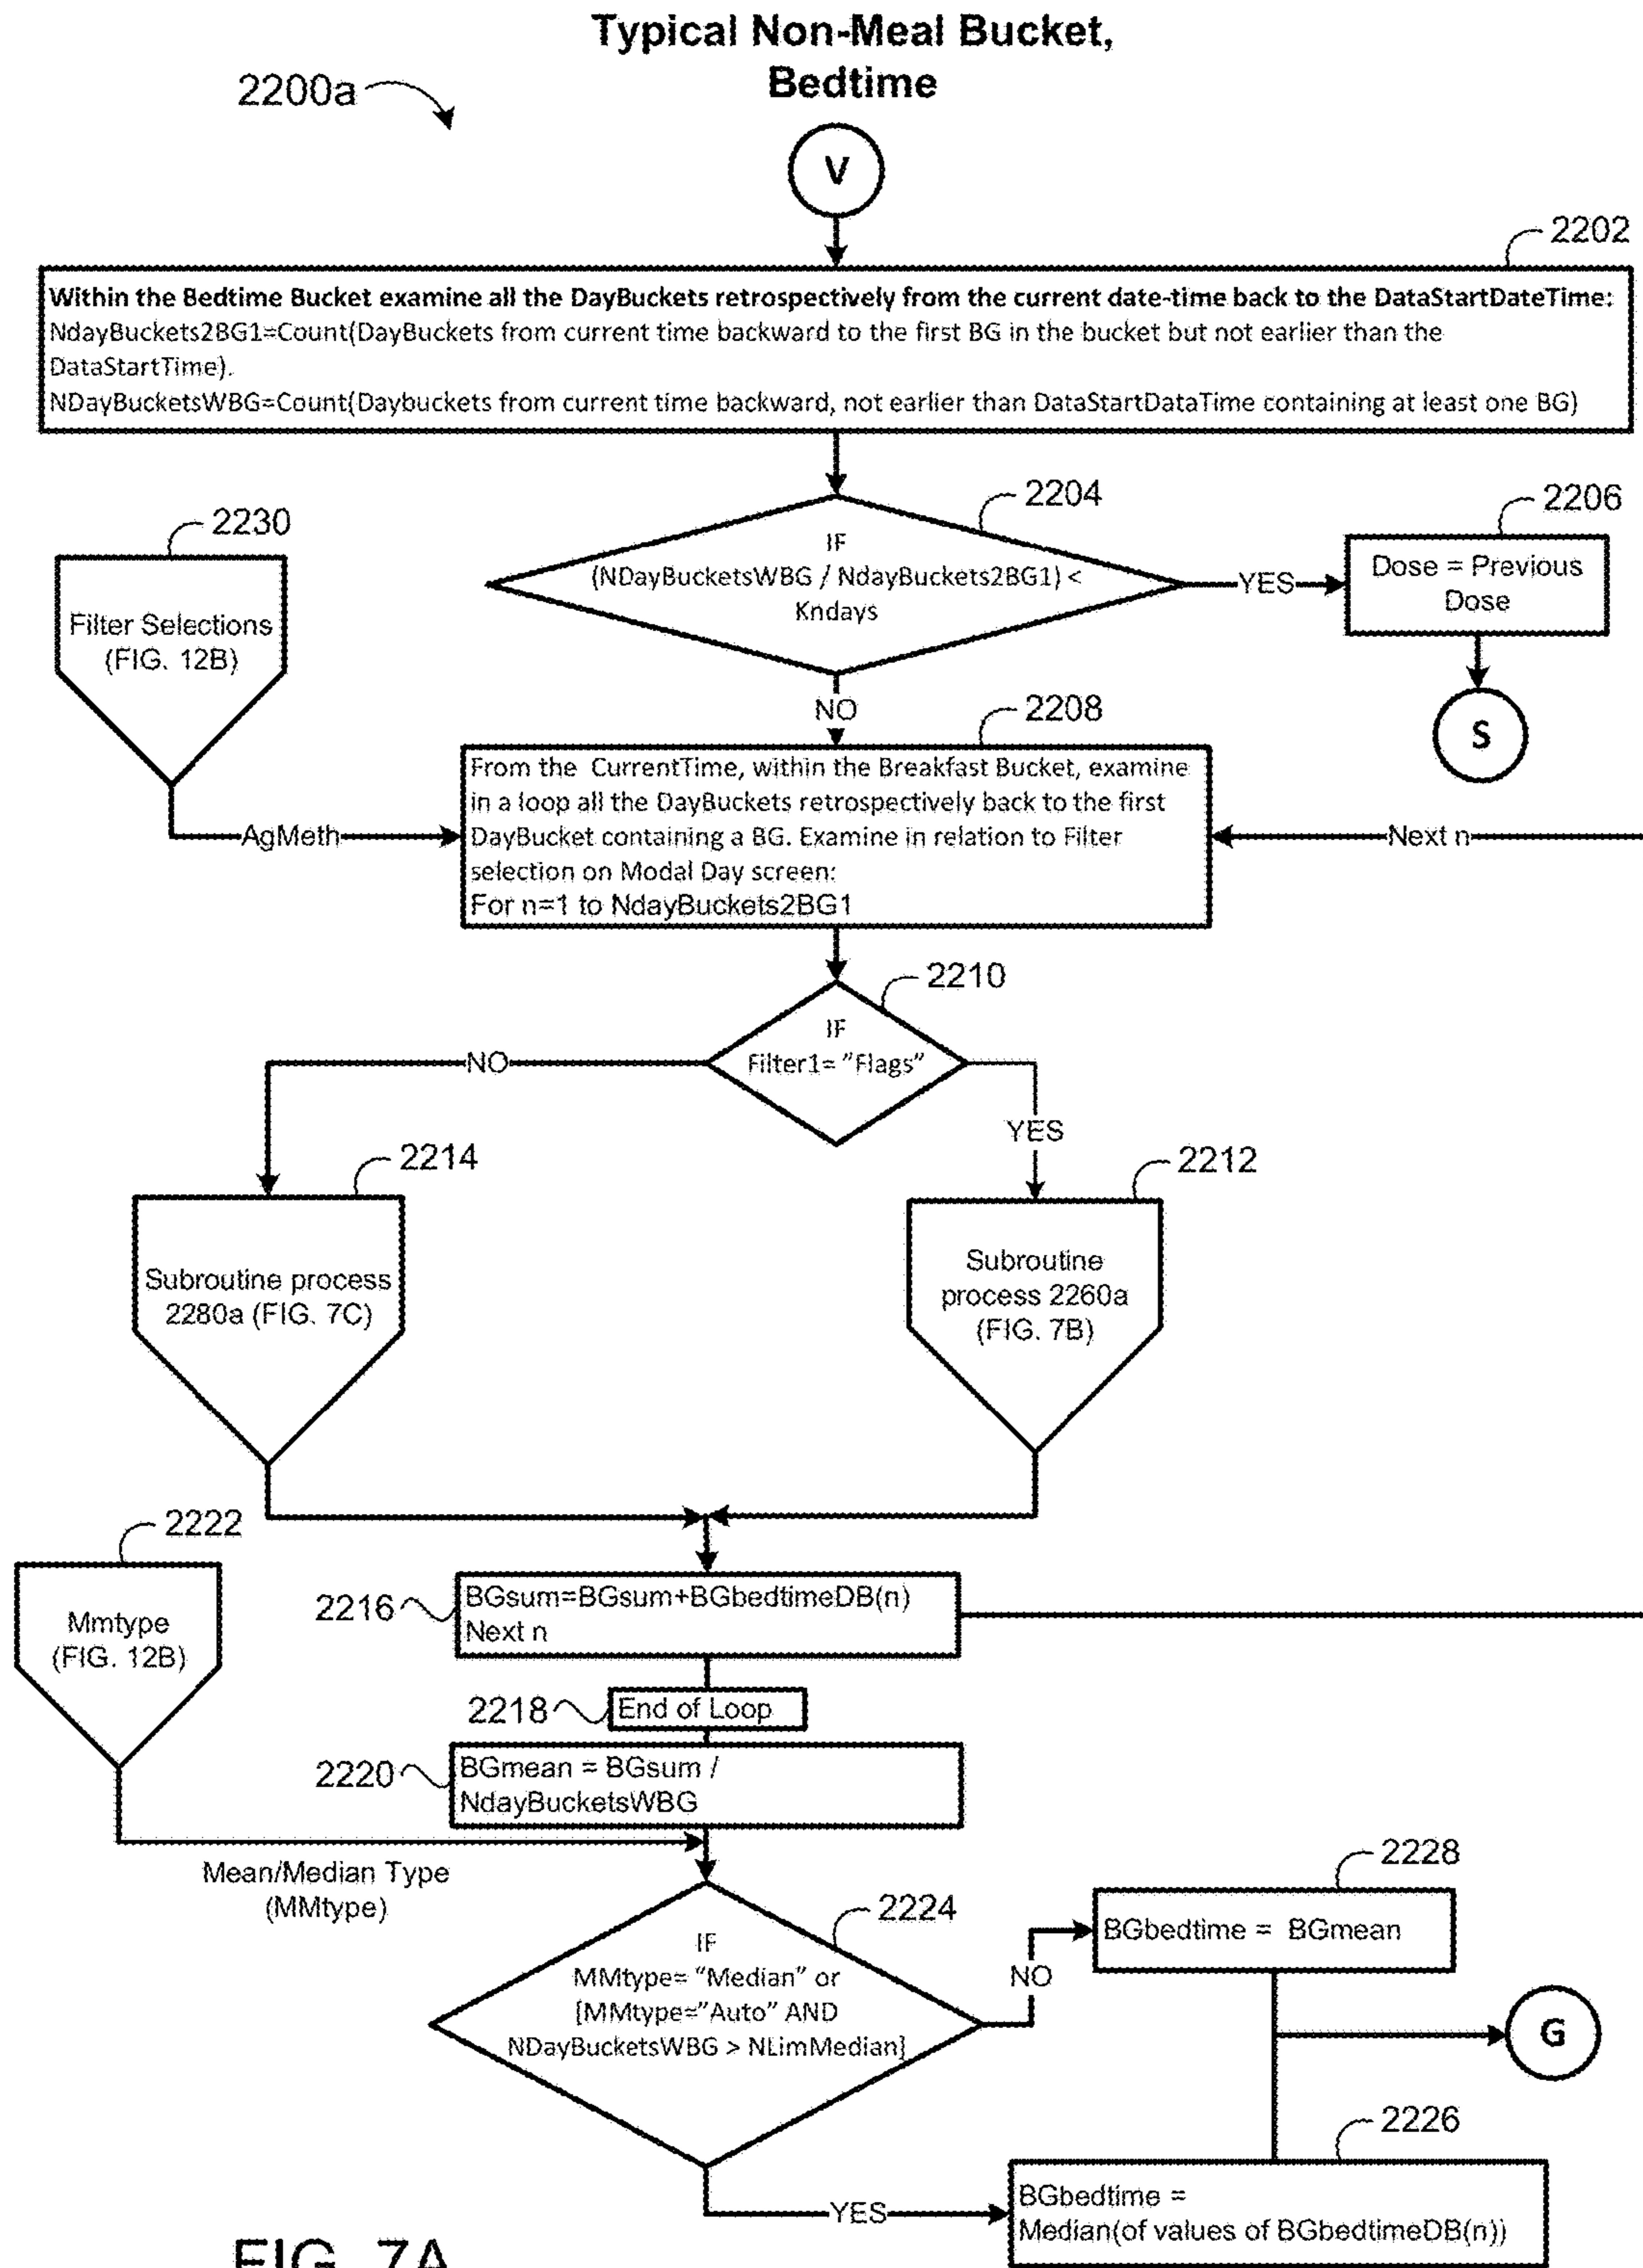 Typical Non-Meal Bucket,
Bedtime
2200a
V
2202
Within the Bedtime Bucket examine all the DayBuckets retrospectively from the current date-time back to the DataStartDateTime:
NdayBuckets2BG1=Count(DayBuckets from current time backward to the first BG in the bucket but not earlier than the
DataStartTime).
NDayBucketsWBG=Count(Daybuckets from current time backward, not earlier than DataStartDataTime containing at least one BG)
2204
IF
(NDayBucketsWBG / NdayBuckets2BG1) <
Kndays
YES
2206
Dose = Previous
Dose
S
2230
Filter Selections
(FIG. 12B)
AgMeth
NO
2208
From the CurrentTime, within the Breakfast Bucket, examine
in a loop all the DayBuckets retrospectively back to the first
DayBucket containing a BG. Examine in relation to Filter
selection on Modal Day screen:
For n=1 to NdayBuckets2BG1
Next n
2210
IF
Filter1= "Flags"
NO
YES
2214
Subroutine process
2280a (FIG. 7C)
2212
Subroutine
process 2260a
(FIG. 7B)
2222
Mmtype
(FIG. 12B)
2216
BGsum=BGsum+BGbedtimeDB(n)
Next n
2218
End of Loop
2220
BGmean = BGsum /
NdayBucketsWBG
Mean/Median Type
(MMtype)
2224
IF
MMtype= "Median" or
[MMtype="Auto" AND
NDayBucketsWBG > NLimMedian]
NO
2228
BGbedtime = BGmean
G
YES
2226
BGbedtime =
Median(of values of BGbedtimeDB(n))
FIG. 7A